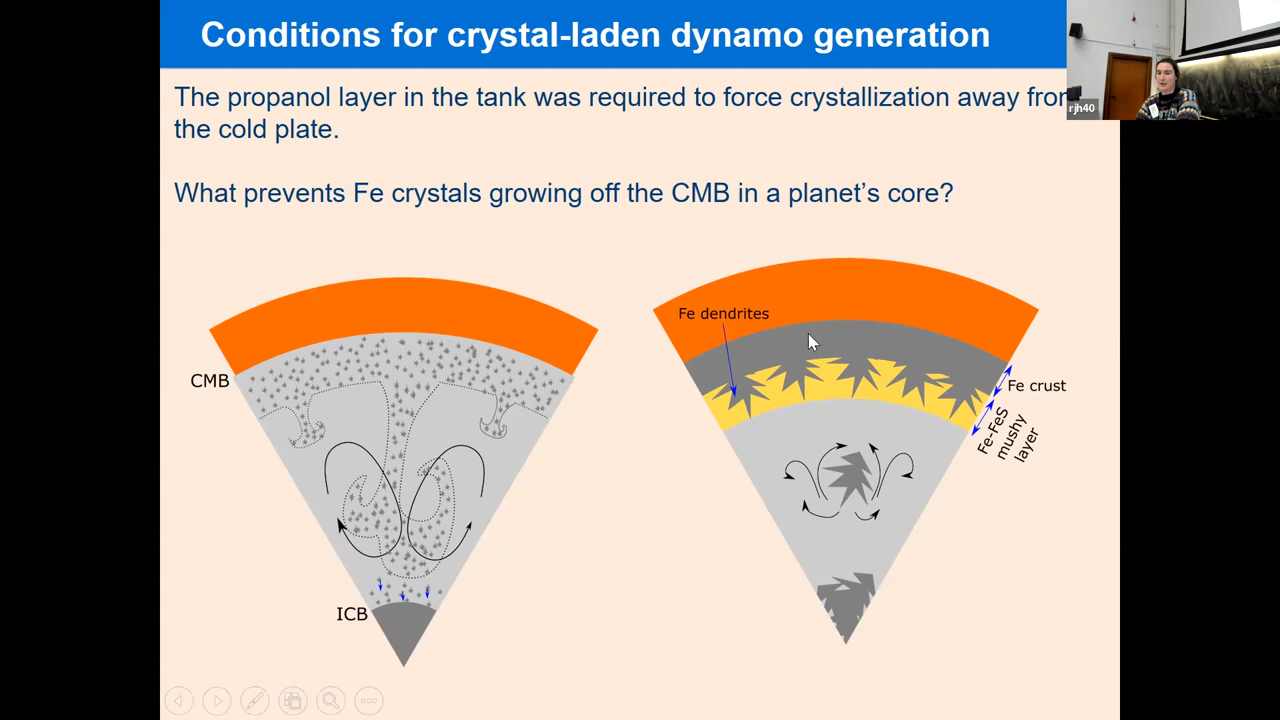 Conditions for crystal-laden dynamo generation
rjh40
The propanol layer in the tank was required to force crystallization away from
the cold plate.
What prevents Fe crystals growing off the CMB in a planet's core?
Fe dendrites
CMB
Fe crust
Fe-FeS
mushy
layer
ICB